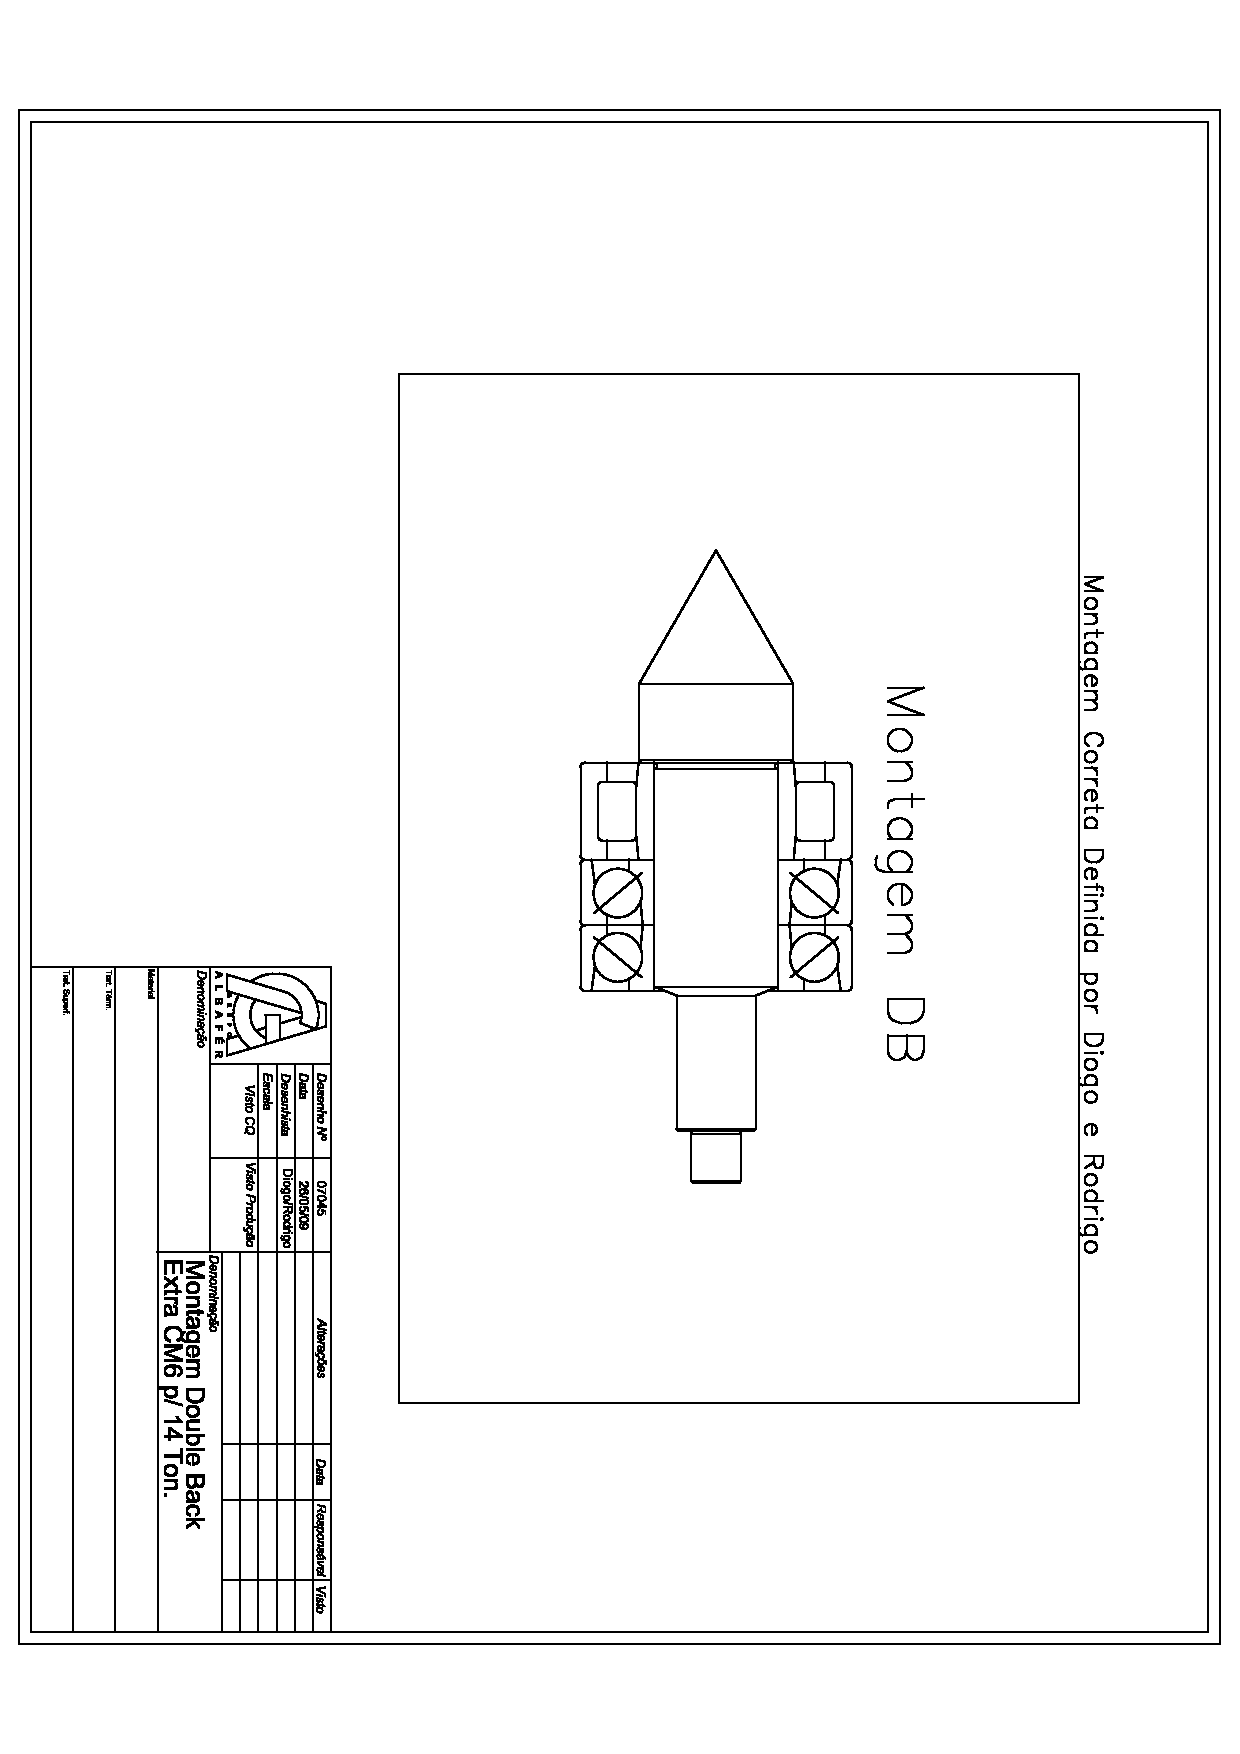 Montagem Correta Definida por Diogo e Rodrigo
Montagem DB
ALBAFÉR
Desenho Nº 07045
Data 26/05/09
Desenhista Diogo/Rodrigo
Escala
Visto CQ Visto Produção
Alterações Data Responsável Visto
Denominação
Denominação
Montagem Double Back
Extra CM6 p/ 14 Ton.
Material
Trat. Térm.
Trat. Superf.